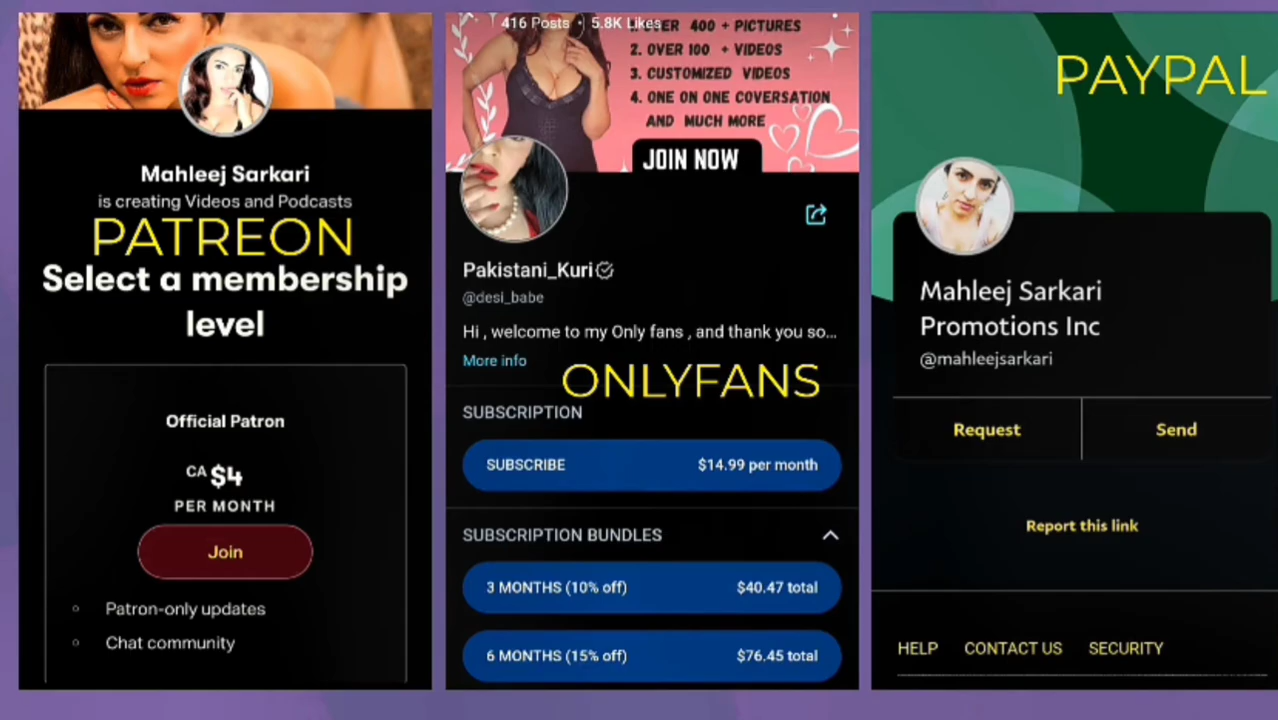 Mahleej Sarkari
is creating Videos and Podcasts
PATREON
Select a membership
level
Official Patron
CA $4
PER MONTH
Join
Patron-only updates
Chat community
416 Posts • 5.8K Likes
1. OVER 400 + PICTURES
2. OVER 100 + VIDEOS
3. CUSTOMIZED VIDEOS
4. ONE ON ONE COVERSATION
AND MUCH MORE
JOIN NOW
Pakistani_Kuri
@desi_babe
Hi , welcome to my Only fans , and thank you so...
More info
ONLYFANS
SUBSCRIPTION
SUBSCRIBE $14.99 per month
SUBSCRIPTION BUNDLES
3 MONTHS (10% off) $40.47 total
6 MONTHS (15% off) $76.45 total
PAYPAL
Mahleej Sarkari
Promotions Inc
@mahleejsarkari
Request Send
Report this link
HELP CONTACT US SECURITY